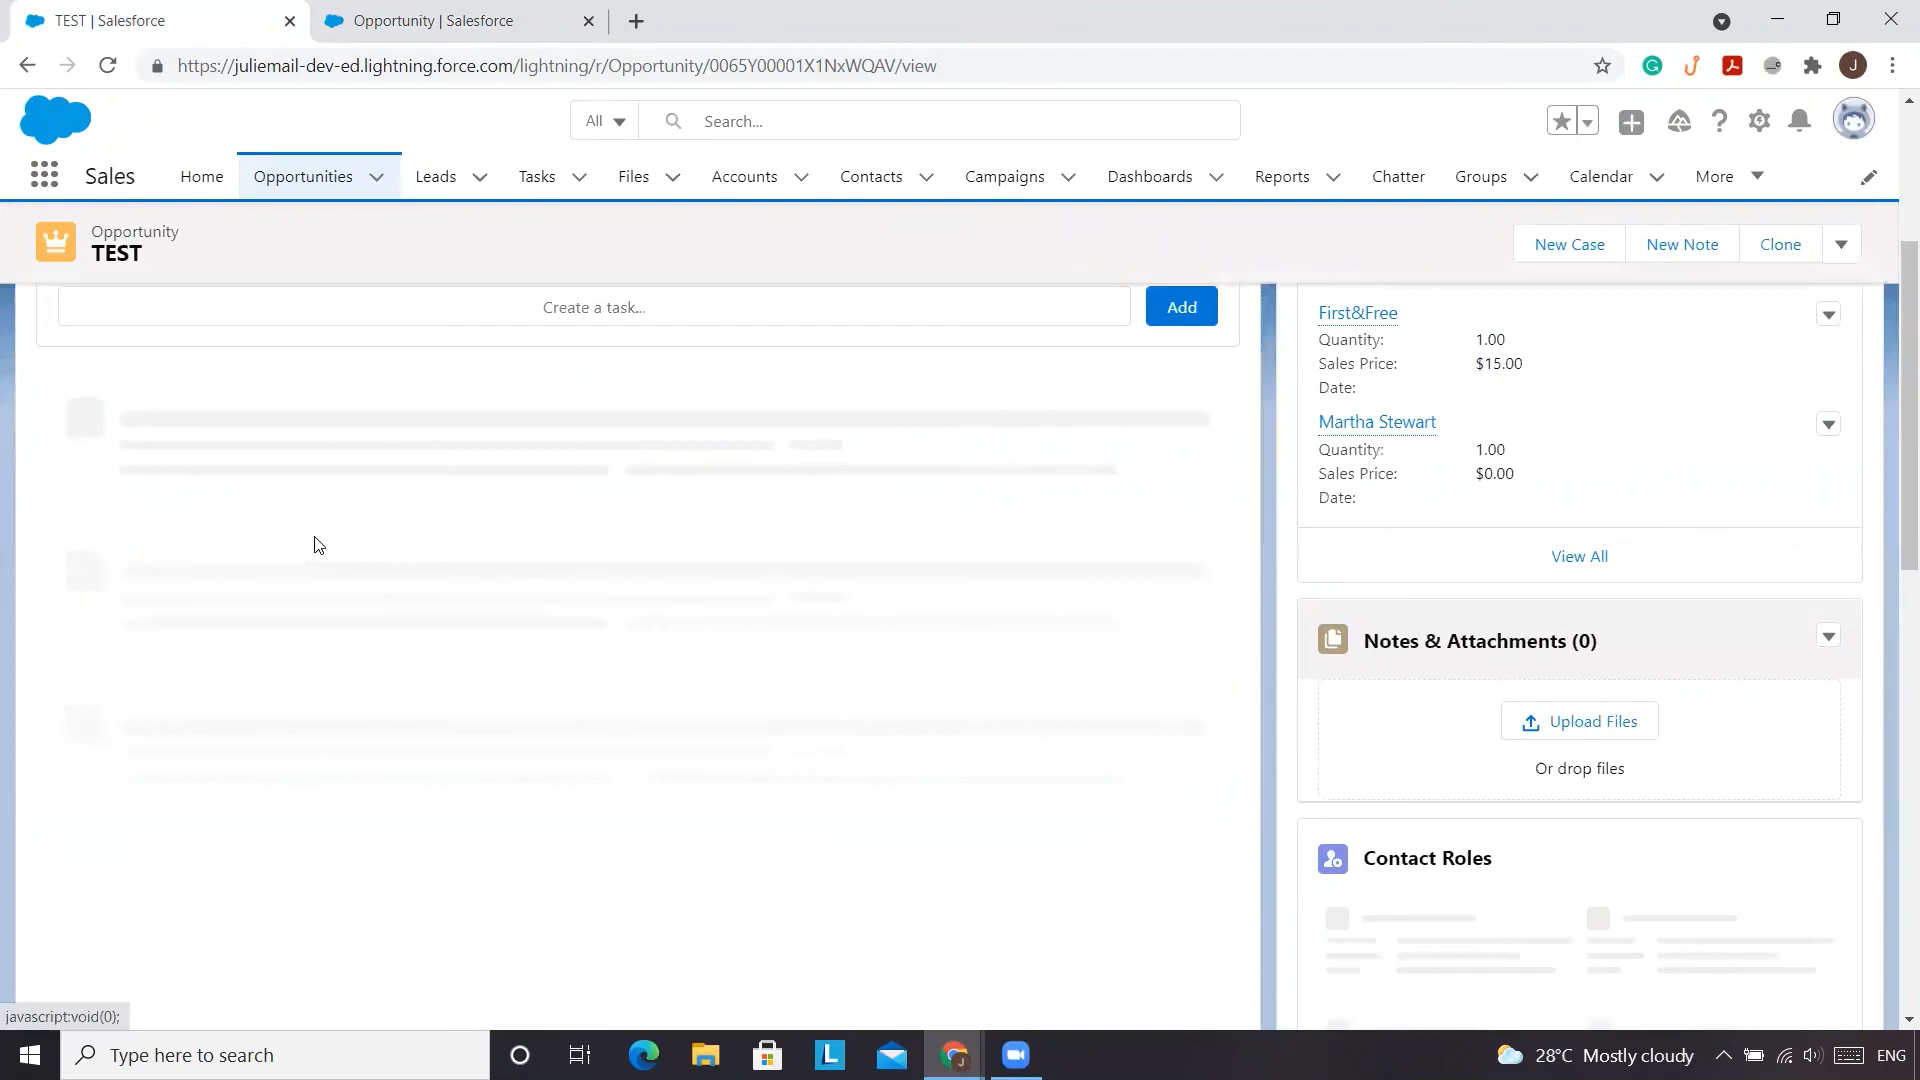 TEST | Salesforce
Opportunity | Salesforce
https://juliemail-dev-ed.lightning.force.com/lightning/r/Opportunity/0065Y00001X1NxWQAV/view
J
All
Search...
Sales
Home
Opportunities
Leads
Tasks
Files
Accounts
Contacts
Campaigns
Dashboards
Reports
Chatter
Groups
Calendar
More
Opportunity
TEST
New Case
New Note
Clone
Create a task...
Add
First&Free
Quantity: 1.00
Sales Price: $15.00
Date:
Martha Stewart
Quantity: 1.00
Sales Price: $0.00
Date:
View All
Notes & Attachments (0)
Upload Files
Or drop files
Contact Roles
javascript:void(0);
Type here to search
L
28°C Mostly cloudy
ENG